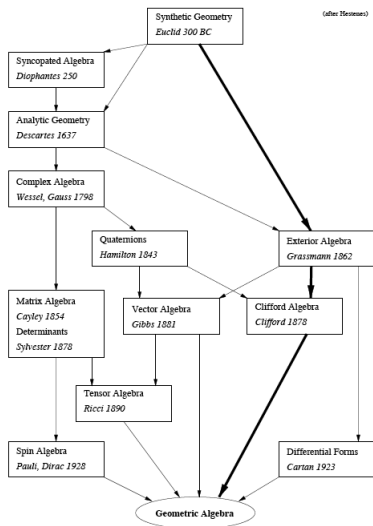 Synthetic Geometry
Euclid 300 BC
(after Hestenes)
Syncopated Algebra
Diophantes 250
Analytic Geometry
Descartes 1637
Complex Algebra
Wessel, Gauss 1798
Quaternions
Hamilton 1843
Exterior Algebra
Grassmann 1862
Matrix Algebra
Cayley 1854
Determinants
Sylvester 1878
Vector Algebra
Gibbs 1881
Clifford Algebra
Clifford 1878
Tensor Algebra
Ricci 1890
Spin Algebra
Pauli, Dirac 1928
Differential Forms
Cartan 1923
Geometric Algebra